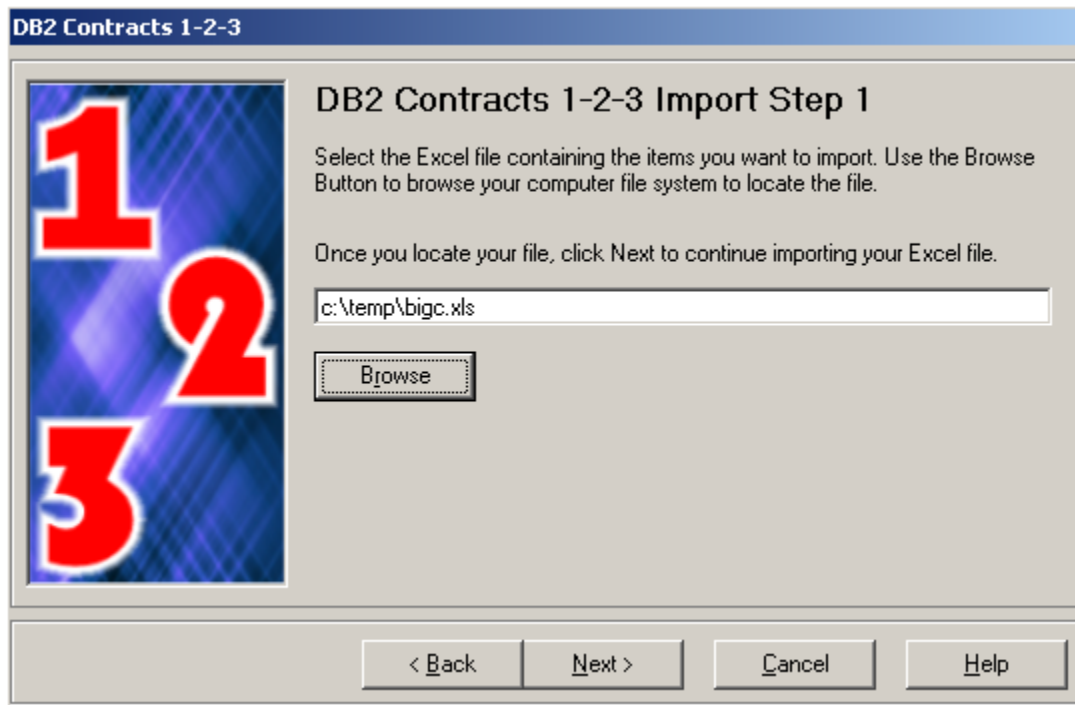 DB2 Contracts 1-2-3
1
2
3
DB2 Contracts 1-2-3 Import Step 1
Select the Excel file containing the items you want to import. Use the Browse
Button to browse your computer file system to locate the file.
Once you locate your file, click Next to continue importing your Excel file.
c:\temp\bigc.xls
Browse
< Back Next > Cancel Help